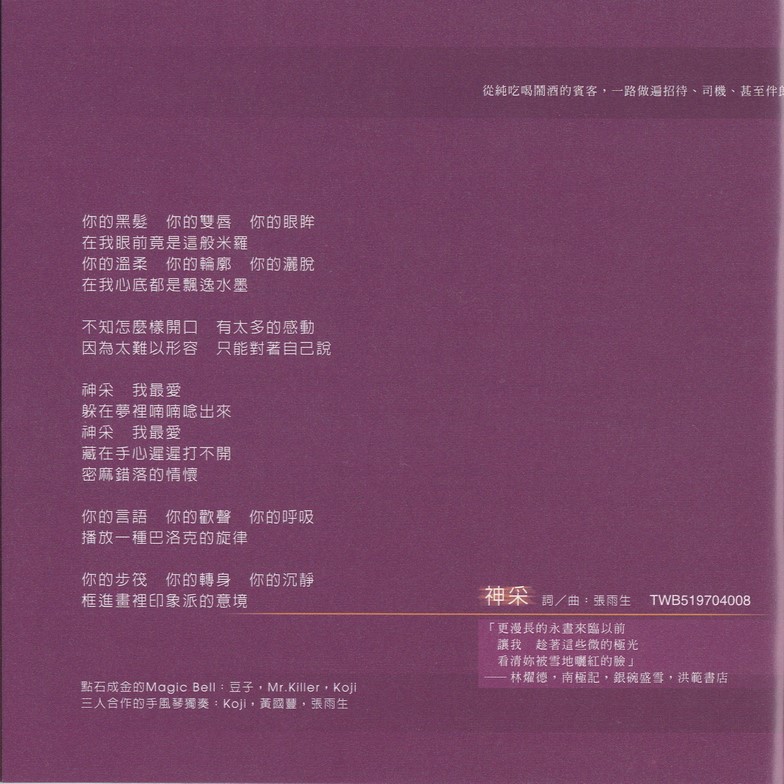 從純吃喝鬧酒的賓客，一路做遍招待、司機、甚至伴
你的黑髮　你的雙唇　你的眼眸
在我眼前竟是這般米羅
你的溫柔　你的輪廓　你的灑脫
在我心底都是飄逸水墨
不知怎麼樣開口　有太多的感動
因為太難以形容　只能對著自己說
神采　我最愛
躲在夢裡喃喃唸出來
神采　我最愛
藏在手心遲遲打不開
密麻錯落的情懷
你的言語　你的歡聲　你的呼吸
播放一種巴洛克的旋律
你的步筏　你的轉身　你的沉靜
框進畫裡印象派的意境
神采　詞／曲：張雨生　TWB519704008
「更漫長的永晝來臨以前
讓我　趁著這些微的極光
看清妳被雪地曬紅的臉」
——林燿德，南極記，銀碗盛雪，洪範書店
點石成金的Magic Bell：豆子，Mr.Killer，Koji
三人合作的手風琴獨奏：Koji，黃國豐，張雨生